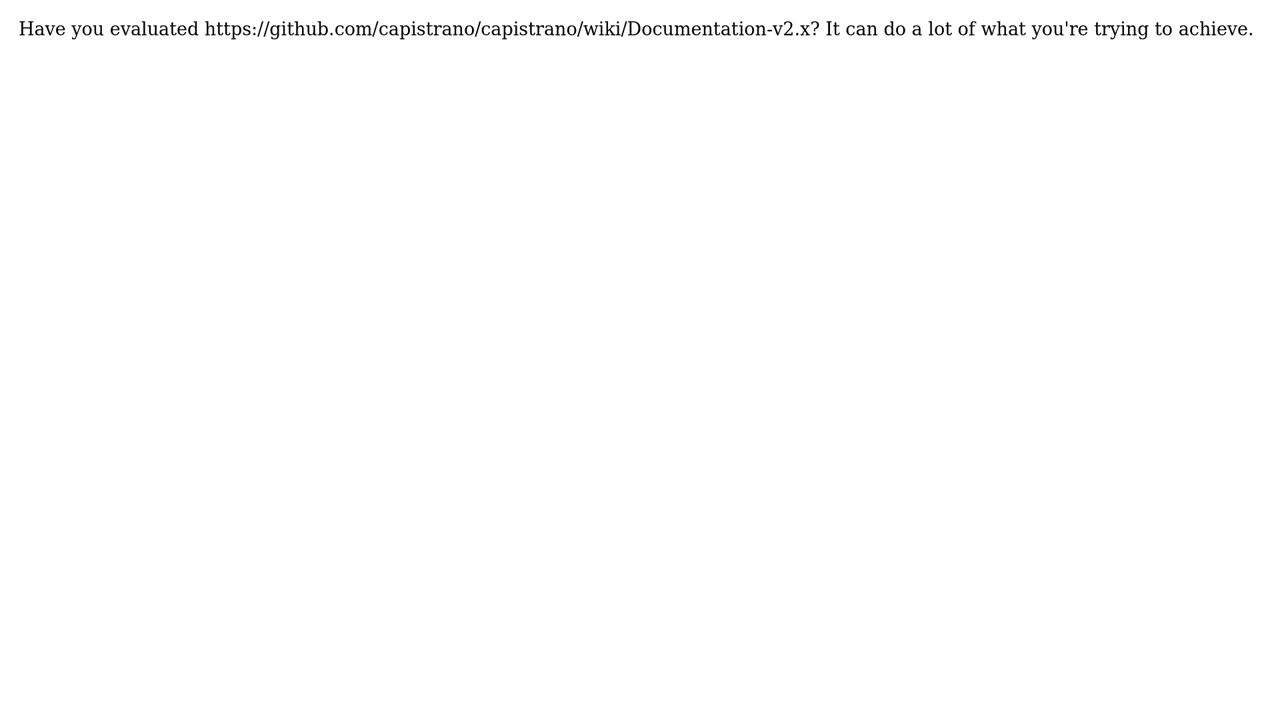 Have you evaluated https://github.com/capistrano/capistrano/wiki/Documentation-v2.x? It can do a lot of what you're trying to achieve.